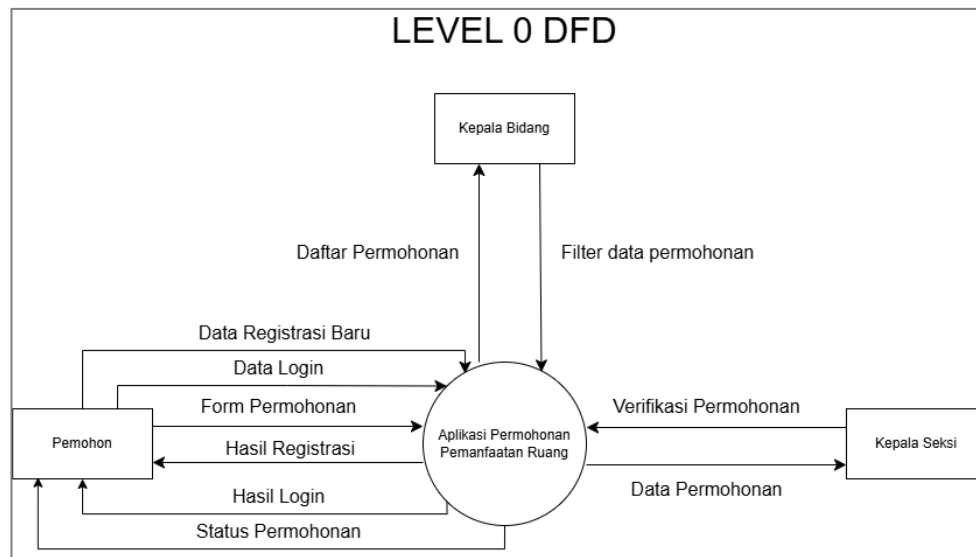 LEVEL 0 DFD
Kepala Bidang
Daftar Permohonan
Filter data permohonan
Data Registrasi Baru
Data Login
Form Permohonan
Verifikasi Permohonan
Pemohon
Aplikasi Permohonan
Pemanfaatan Ruang
Kepala Seksi
Hasil Registrasi
Data Permohonan
Hasil Login
Status Permohonan